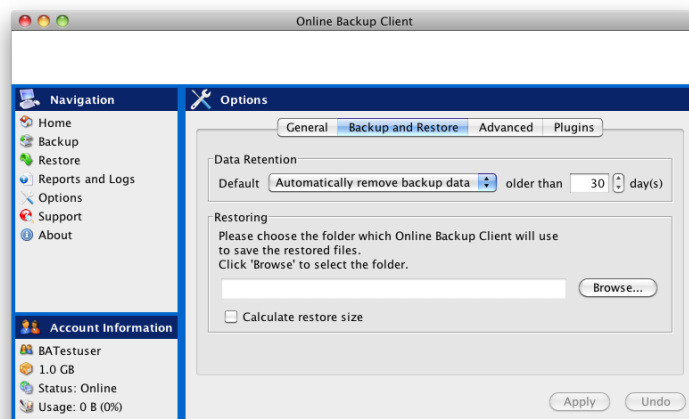 Online Backup Client
Navigation
Home
Backup
Restore
Reports and Logs
Options
Support
About
Account Information
BATestuser
1.0 GB
Status: Online
Usage: 0 B (0%)
Options
General Backup and Restore Advanced Plugins
Data Retention
Default Automatically remove backup data older than 30 day(s)
Restoring
Please choose the folder which Online Backup Client will use
to save the restored files.
Click 'Browse' to select the folder.
Browse...
Calculate restore size
Apply Undo